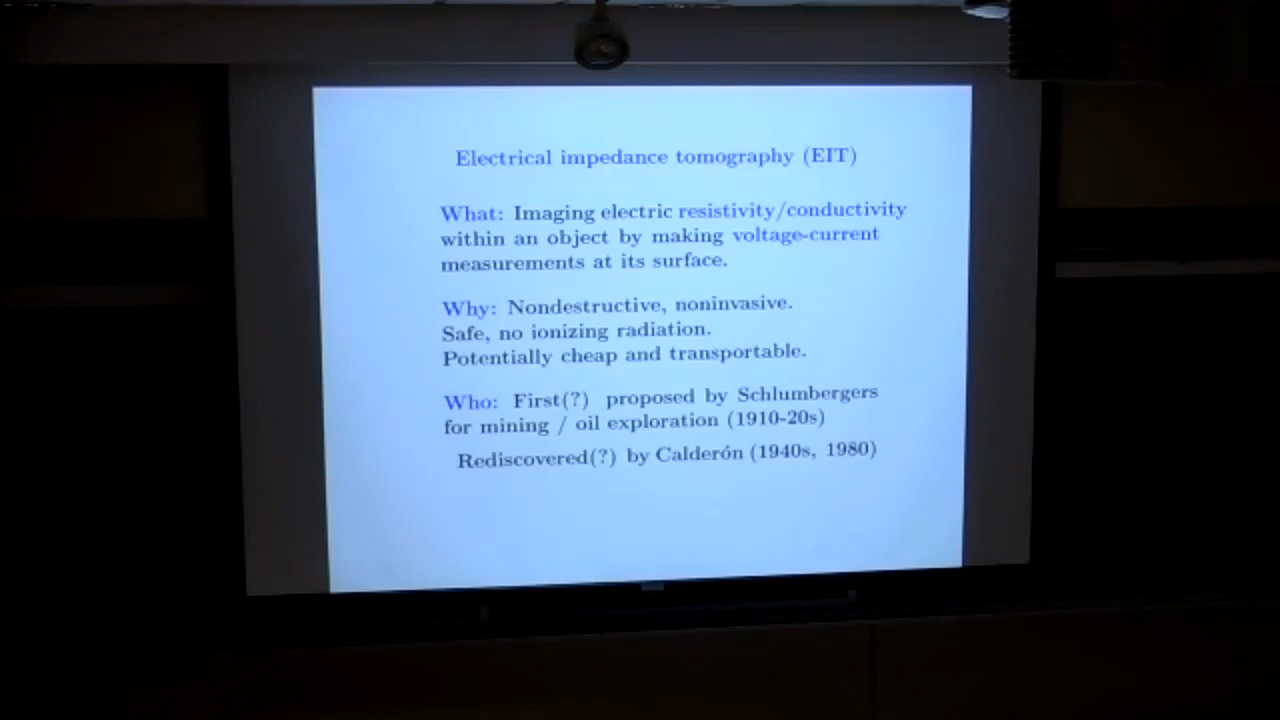 Electrical impedance tomography (EIT)
What: Imaging electric resistivity/conductivity
within an object by making voltage-current
measurements at its surface.
Why: Nondestructive, noninvasive.
Safe, no ionizing radiation.
Potentially cheap and transportable.
Who: First(?) proposed by Schlumbergers
for mining / oil exploration (1910-20s)
Rediscovered(?) by Calderón (1940s, 1980)